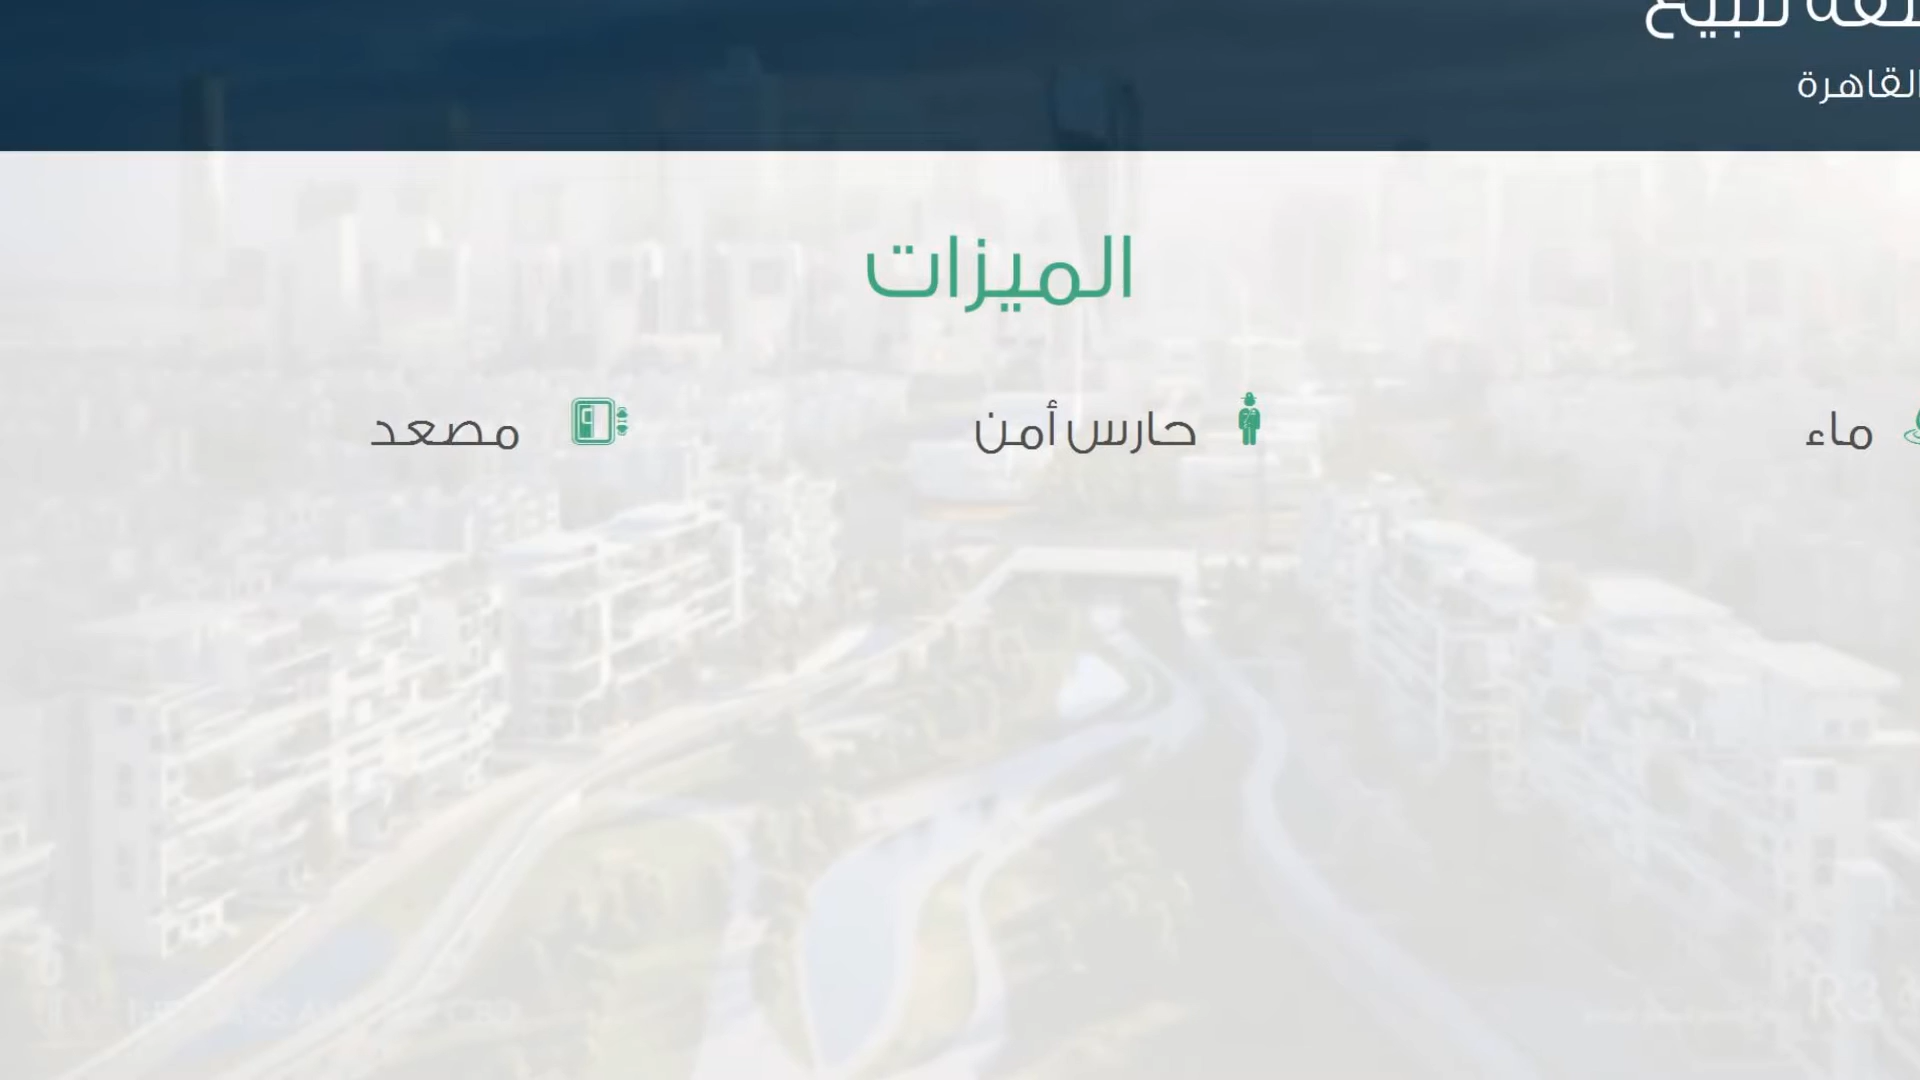 القاهرة
الميزات
ماء
حارس أمن
مصعد